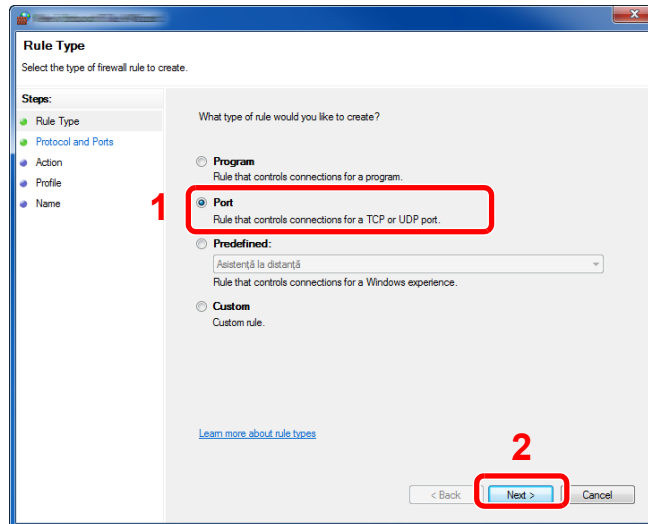 Rule Type
Select the type of firewall rule to create.
Steps:
Rule Type
Protocol and Ports
Action
Profile
Name
What type of rule would you like to create?
Program
Rule that controls connections for a program.
1
Port
Rule that controls connections for a TCP or UDP port.
Predefined:
Asistenţă la distanţă
Rule that controls connections for a Windows experience.
Custom
Custom rule.
Learn more about rule types
2
< Back
Next >
Cancel